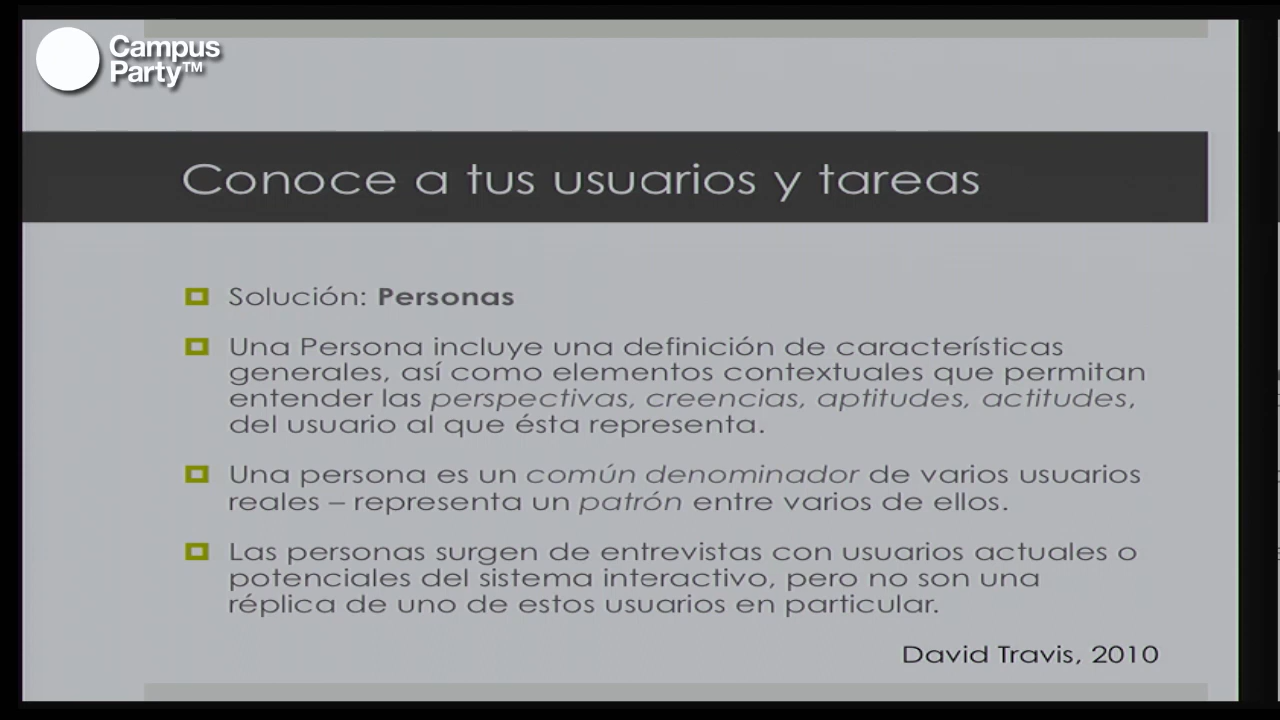 Campus
Party™
Conoce a tus usuarios y tareas
Solución: Personas
Una Persona incluye una definición de características
generales, así como elementos contextuales que permitan
entender las perspectivas, creencias, aptitudes, actitudes,
del usuario al que ésta representa.
Una persona es un común denominador de varios usuarios
reales – representa un patrón entre varios de ellos.
Las personas surgen de entrevistas con usuarios actuales o
potenciales del sistema interactivo, pero no son una
réplica de uno de estos usuarios en particular.
David Travis, 2010